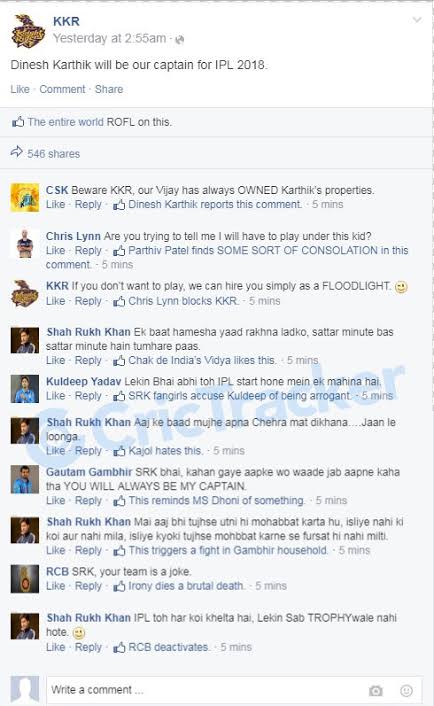 KKR
Yesterday at 2:55am ·
Dinesh Karthik will be our captain for IPL 2018.
Like · Comment · Share
The entire world ROFL on this.
546 shares
CSK Beware KKR, our Vijay has always OWNED Karthik's properties.
Like · Reply · Dinesh Karthik reports this comment. · 5 mins
Chris Lynn Are you trying to tell me I will have to play under this kid?
Like · Reply · Parthiv Patel finds SOME SORT OF CONSOLATION in this
comment. · 5 mins
KKR If you don't want to play, we can hire you simply as a FLOODLIGHT.
Like · Reply · Chris Lynn blocks KKR. · 5 mins
Shah Rukh Khan Ek baat hamesha yaad rakhna ladko, sattar minute bas
sattar minute hain tumhare paas.
Like · Reply · Chak de India's Vidya likes this. · 5 mins
Kuldeep Yadav Lekin Bhai abhi toh IPL start hone mein ek mahina hai.
Like · Reply · SRK fangirls accuse Kuldeep of being arrogant. · 5 mins
Shah Rukh Khan Aaj ke baad mujhe apna Chehra mat dikhana....Jaan le
loonga.
Like · Reply · Kajol hates this. · 5 mins
Gautam Gambhir SRK bhai, kahan gaye aapke wo waade jab aapne kaha
tha YOU WILL ALWAYS BE MY CAPTAIN.
Like · Reply · This reminds MS Dhoni of something. · 5 mins
Shah Rukh Khan Mai aaj bhi tujhse utni hi mohabbat karta hu, isliye nahi ki
koi aur nahi mila, isliye kyoki tujhse mohbbat karne se fursat hi nahi milti.
Like · Reply · This triggers a fight in Gambhir household. · 5 mins
RCB SRK, your team is a joke.
Like · Reply · Irony dies a brutal death. · 5 mins
Shah Rukh Khan IPL toh har koi khelta hai, Lekin Sab TROPHYwale nahi
hote.
Like · Reply · RCB deactivates. · 5 mins
Write a comment ...
CricTracker